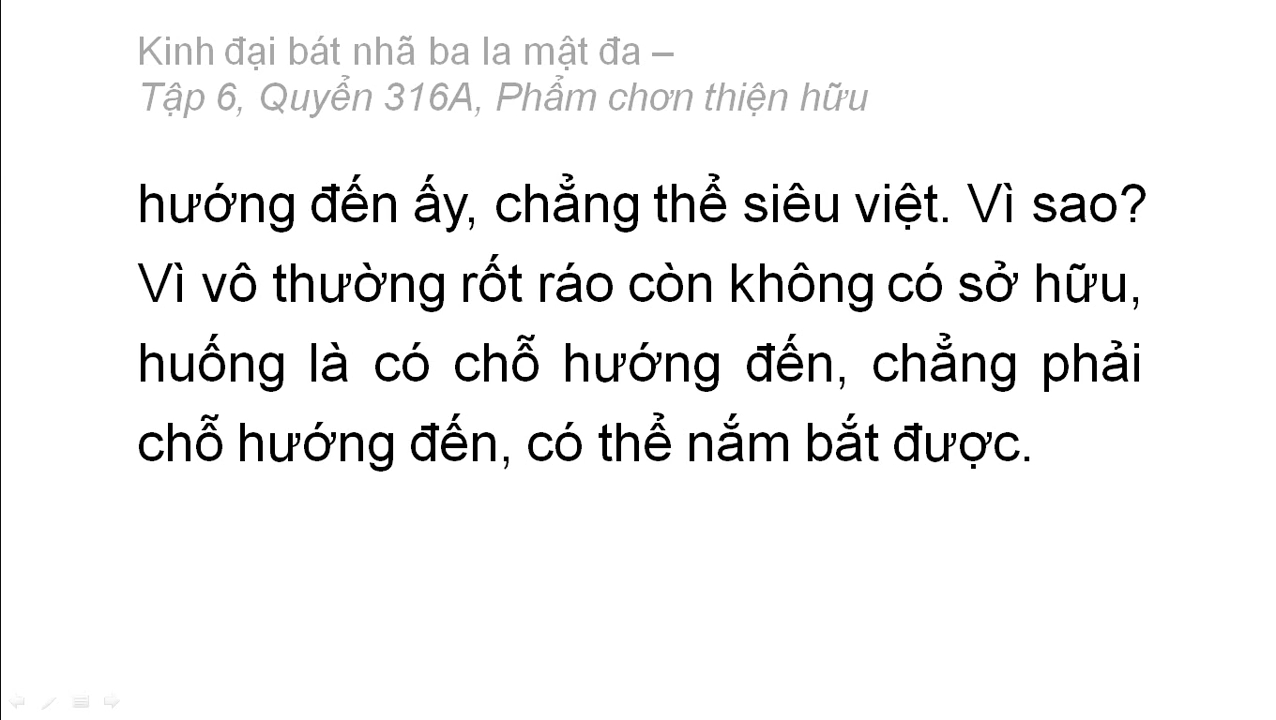 Kinh đại bát nhã ba la mật đa –
Tập 6, Quyển 316A, Phẩm chơn thiện hữu
hướng đến ấy, chẳng thể siêu việt. Vì sao?
Vì vô thường rốt ráo còn không có sở hữu,
huống là có chỗ hướng đến, chẳng phải
chỗ hướng đến, có thể nắm bắt được.